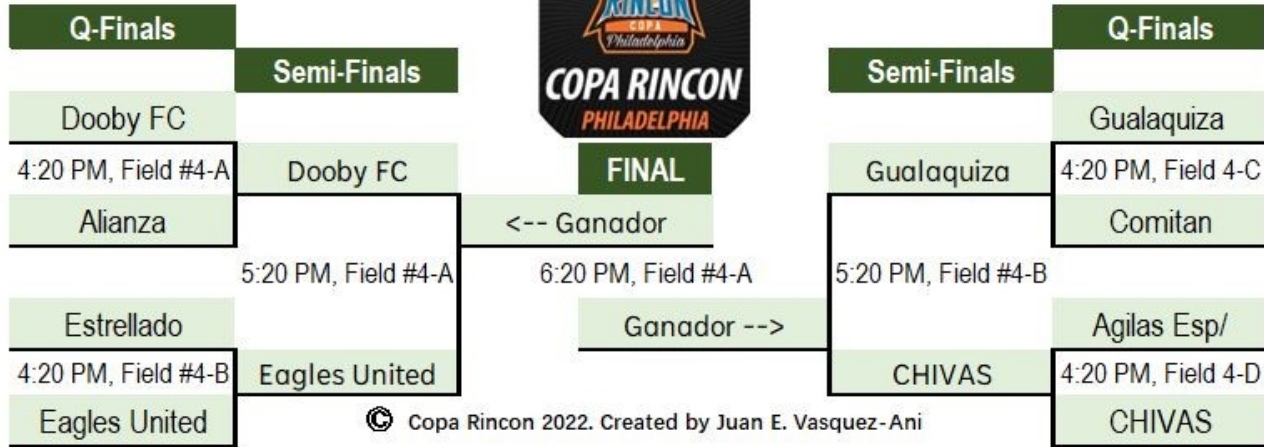 Q-Finals
Semi-Finals
Dooby FC
4:20 PM, Field #4-A
Alianza
Dooby FC
5:20 PM, Field #4-A
Estrellado
4:20 PM, Field #4-B
Eagles United
Eagles United
RINCON
COPA
Philadelphia
COPA RINCON
PHILADELPHIA
FINAL
<-- Ganador
6:20 PM, Field #4-A
Ganador -->
Q-Finals
Semi-Finals
Gualaquiza
Gualaquiza
4:20 PM, Field 4-C
Comitan
5:20 PM, Field #4-B
Agilas Esp/
CHIVAS
4:20 PM, Field 4-D
CHIVAS
© Copa Rincon 2022. Created by Juan E. Vasquez-Ani